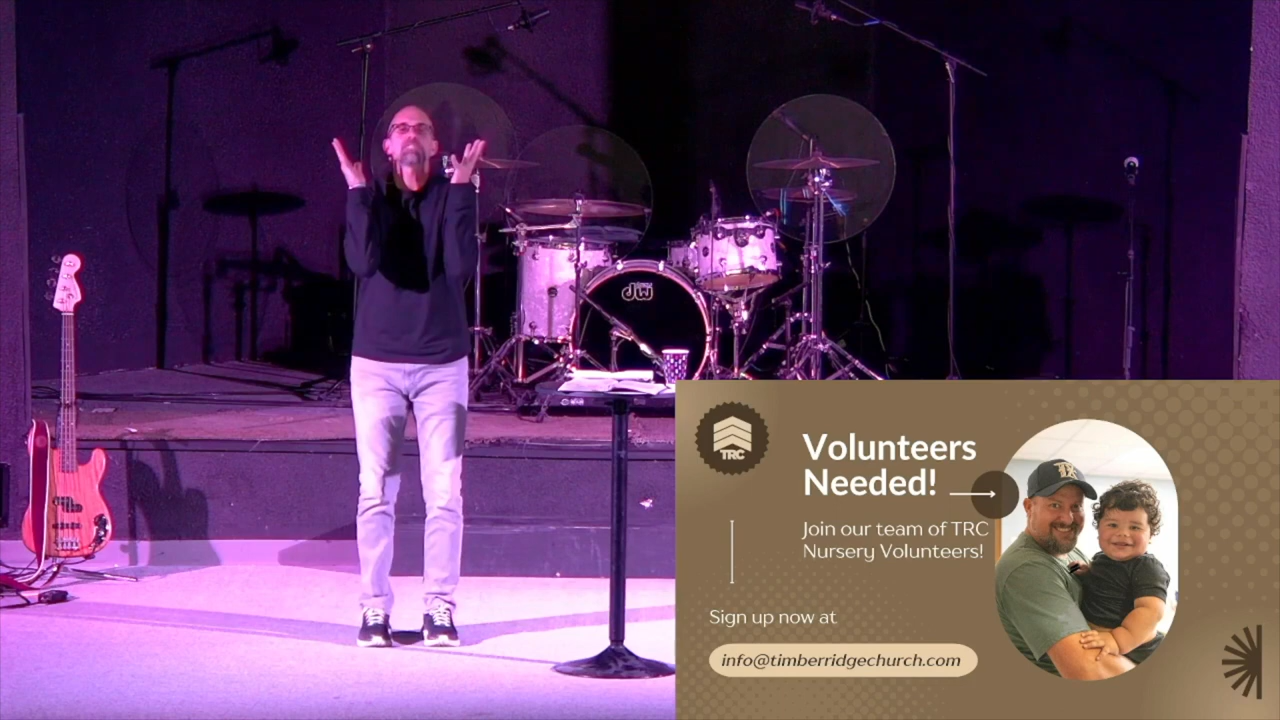 DW
TRC
Volunteers
Needed!
Join our team of TRC
Nursery Volunteers!
Sign up now at
info@timberridgechurch.com